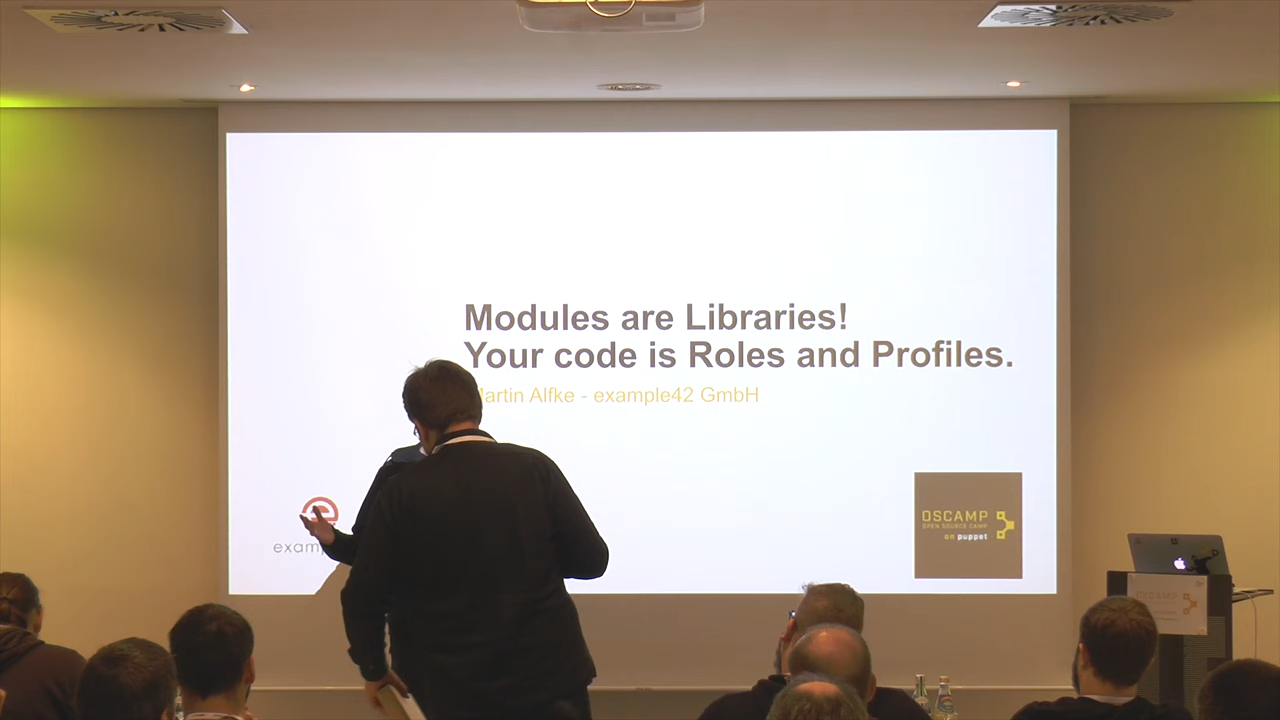 Modules are Libraries!
Your code is Roles and Profiles.
artin Alfke - example42 GmbH
exam
OSCAMP
OPEN SOURCE CAMP
on puppet
OSCAMP